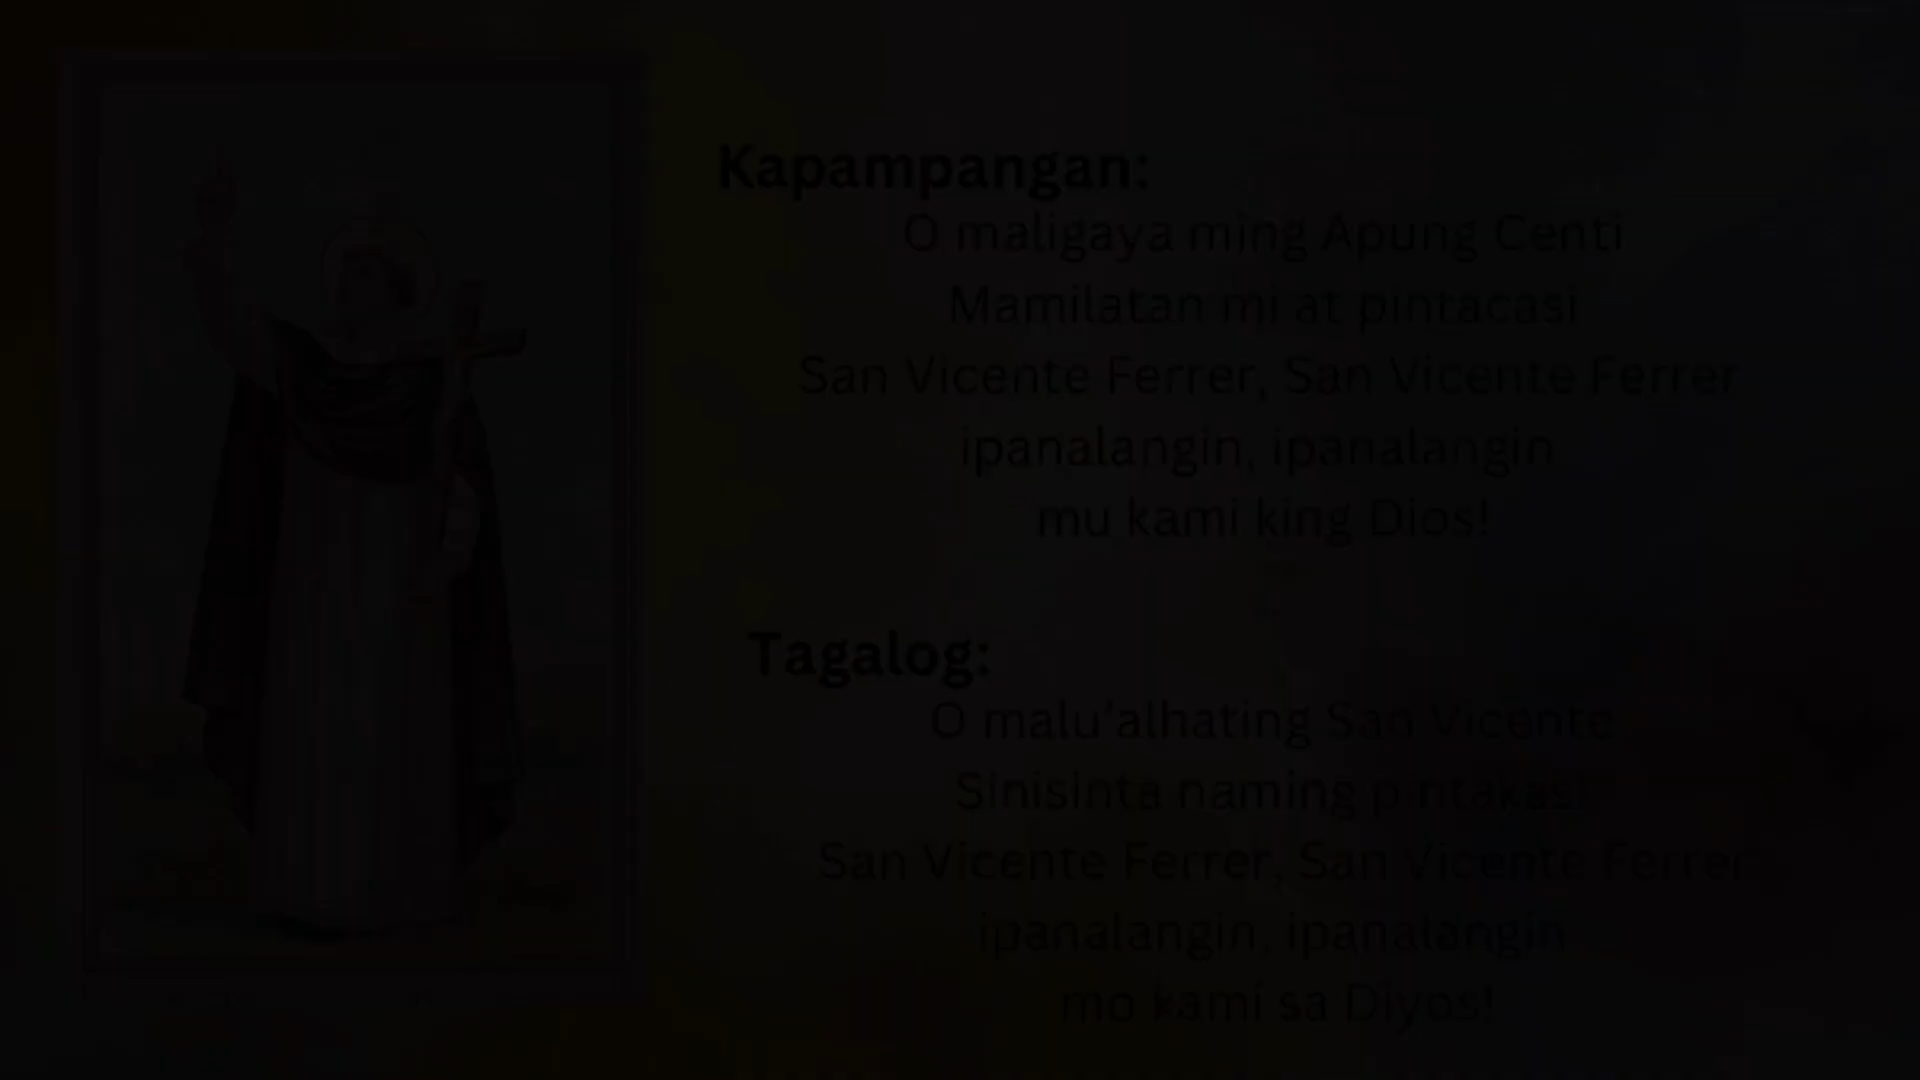 Kapampangan:
O maligaya ming Apung Centi
Mamilatan mi at pintacasi
San Vicente Ferrer, San Vicente Ferrer
ipanalangin, ipanalangin
mu kami king Dios!
Tagalog:
O malu'alhating San Vicente
Sinisinta naming pintakasi
San Vicente Ferrer, San Vicente Ferrer
ipanalangin, ipanalangin
mo kami sa Diyos!